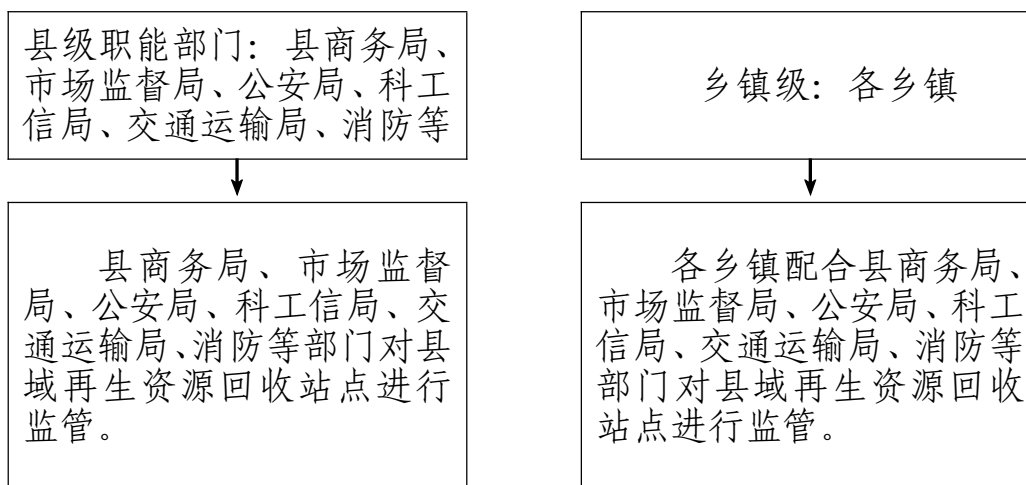 县级职能部门：县商务局、
市场监督局、公安局、科工
信局、交通运输局、消防等
乡镇级：各乡镇
县商务局、市场监督
局、公安局、科工信局、交
通运输局、消防等部门对县
域再生资源回收站点进行
监管。
各乡镇配合县商务局、
市场监督局、公安局、科工
信局、交通运输局、消防等
部门对县域再生资源回收
站点进行监管。